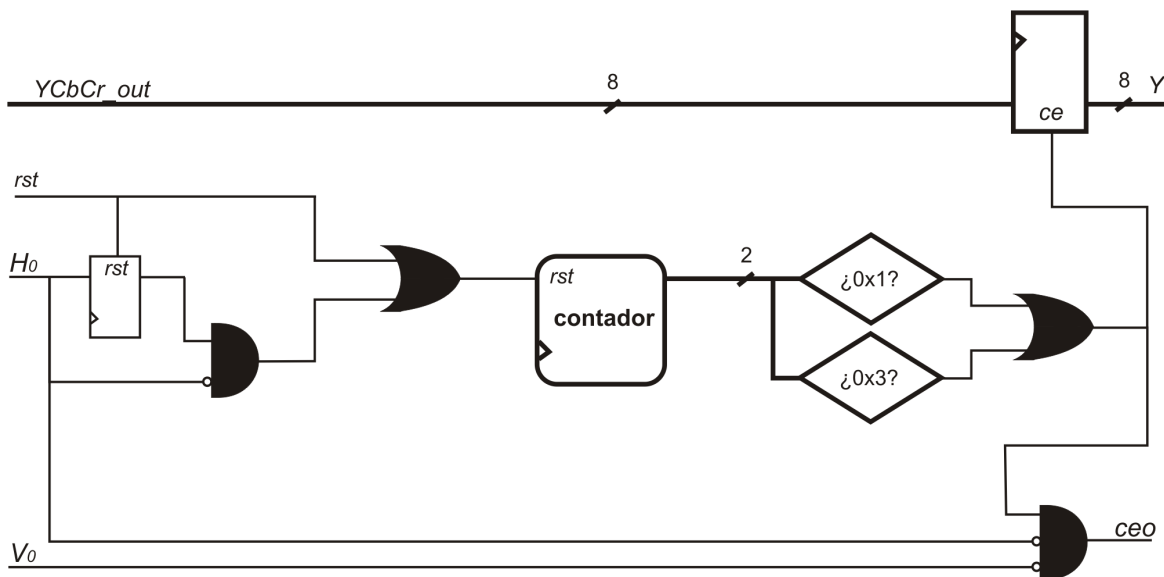 YCbCr_out
8
8
Y
ce
rst
H0
rst
rst
contador
2
¿0x1?
¿0x3?
V0
ceo